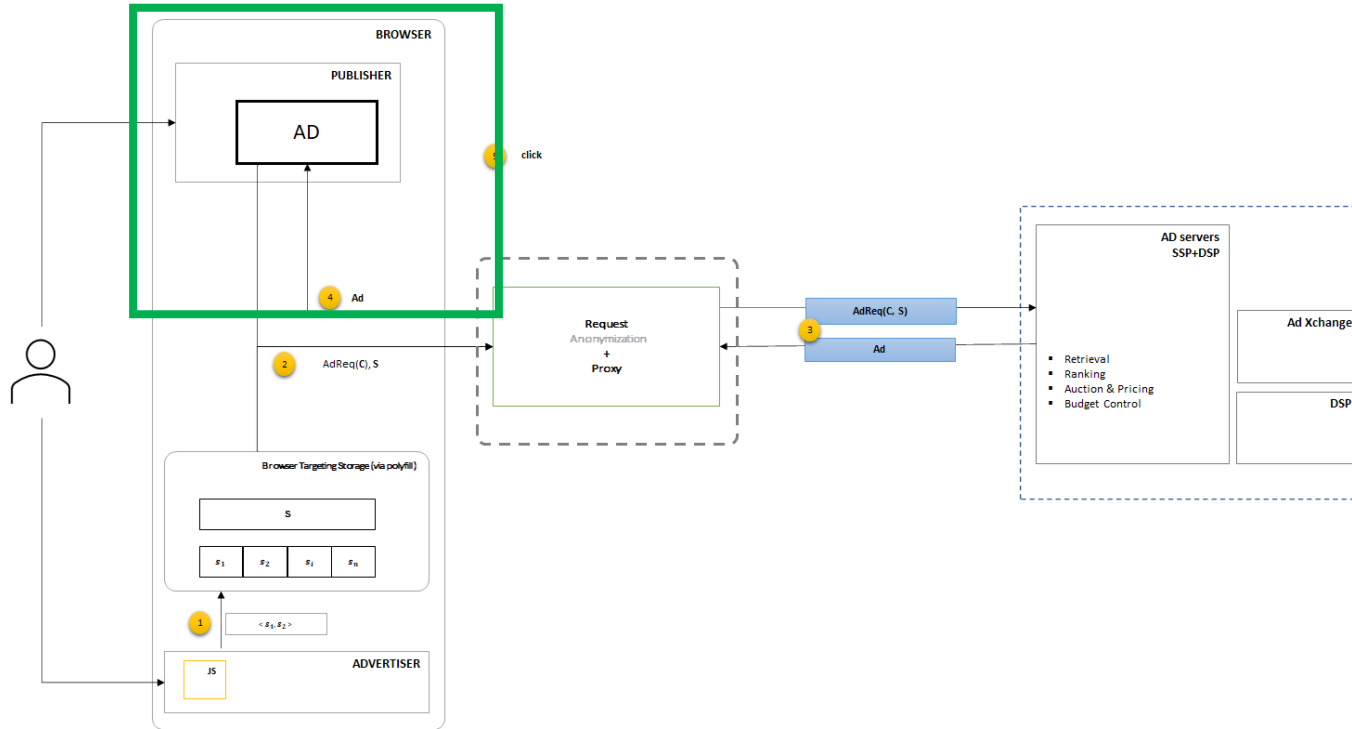 BROWSER
PUBLISHER
AD
click
4
Ad
2
AdReq(C), S
Request
Anonymization
+
Proxy
AdReq(C, S)
3
Ad
AD servers
SSP+DSP
▪ Retrieval
▪ Ranking
▪ Auction & Pricing
▪ Budget Control
Ad Xchange
DSP
Browser Targeting Storage (via polyfill)
S
s₁ s₂ sᵢ sₙ
1
< s₁, s₂ >
JS
ADVERTISER